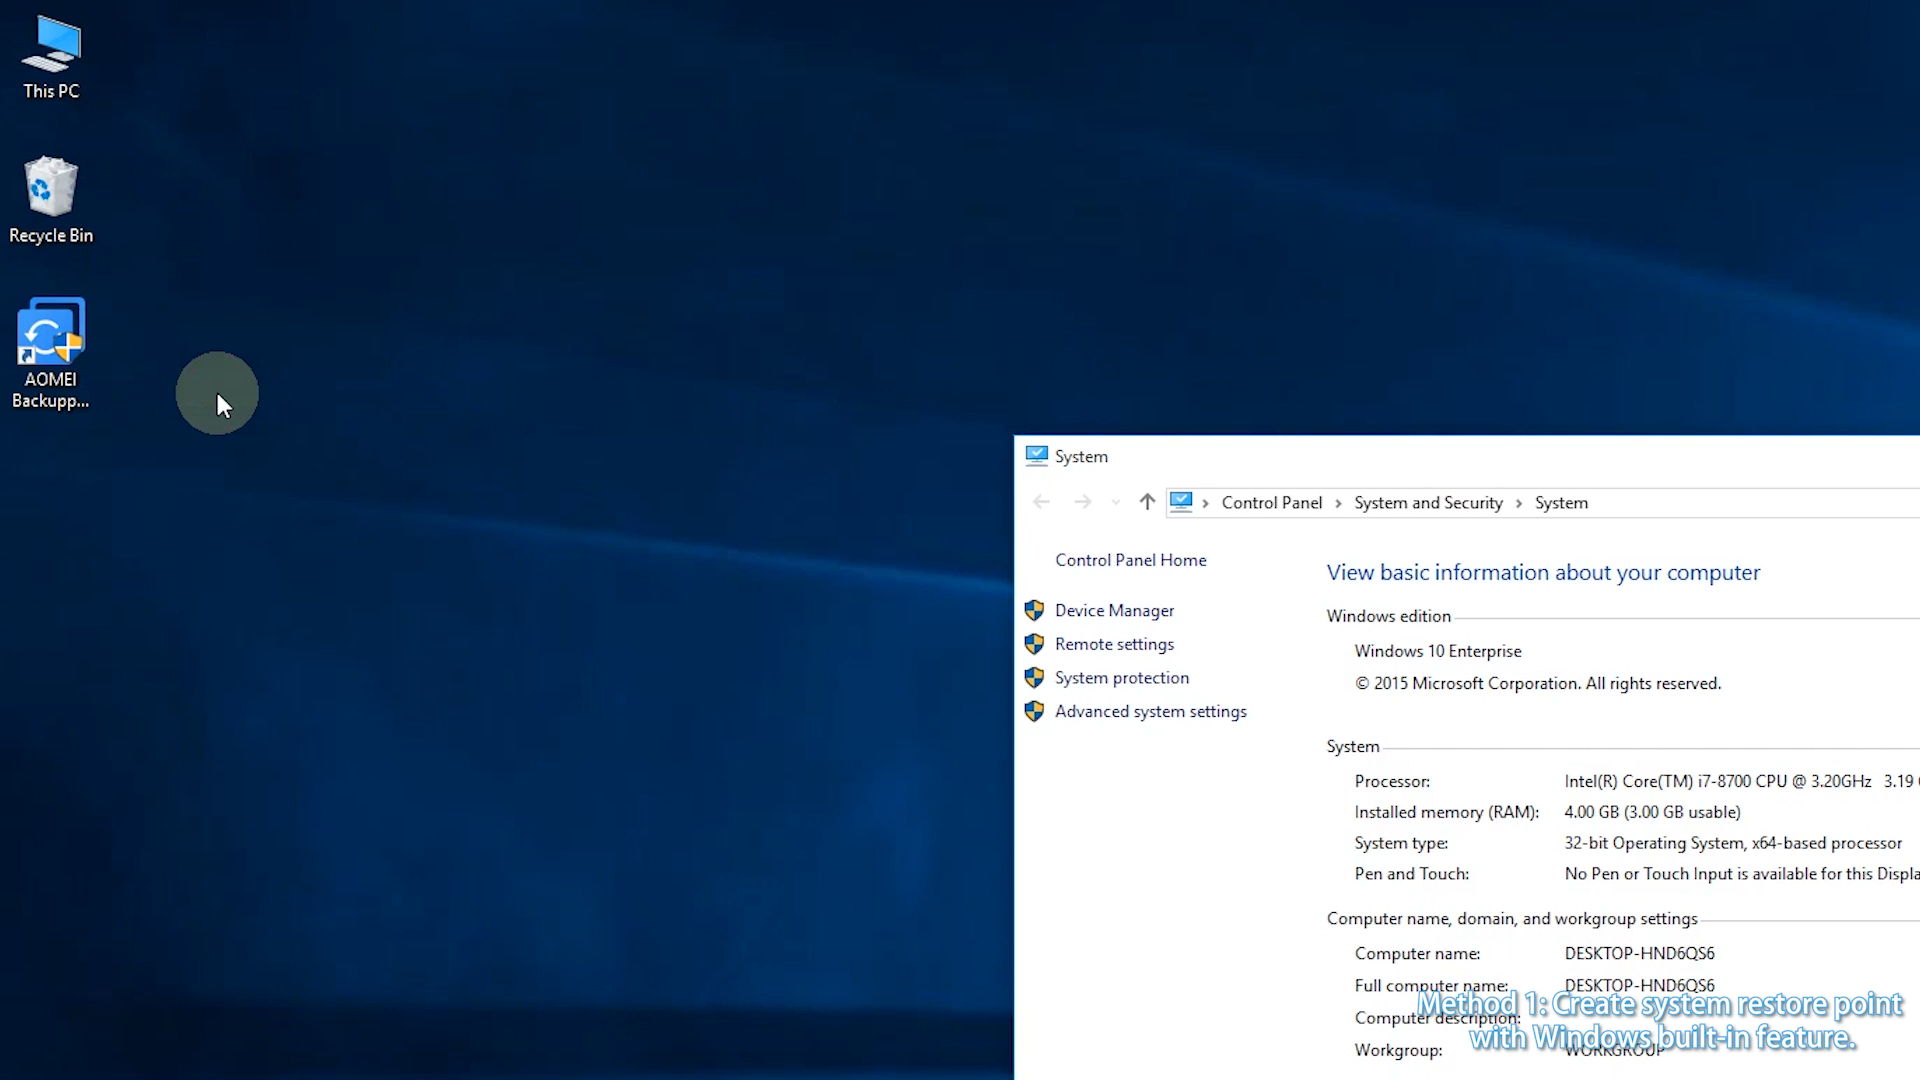 This PC
Recycle Bin
AOMEI
Backupp...
System
Control Panel
System and Security
System
Control Panel Home
Device Manager
Remote settings
System protection
Advanced system settings
View basic information about your computer
Windows edition
Windows 10 Enterprise
© 2015 Microsoft Corporation. All rights reserved.
System
Processor: Intel(R) Core(TM) i7-8700 CPU @ 3.20GHz 3.19
Installed memory (RAM): 4.00 GB (3.00 GB usable)
System type: 32-bit Operating System, x64-based processor
Pen and Touch: No Pen or Touch Input is available for this Displa
Computer name, domain, and workgroup settings
Computer name: DESKTOP-HND6QS6
Full computer name: DESKTOP-HND6QS6
Computer description:
Workgroup: WORKGROUP
Method 1: Create system restore point
with Windows built-in feature.